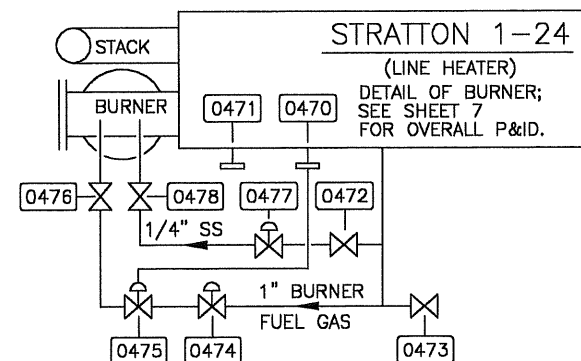 STRATTON 1-24
(LINE HEATER)
DETAIL OF BURNER;
SEE SHEET 7
FOR OVERALL P&ID.
STACK
BURNER
0471
0470
0476
0478
0477
0472
1/4" SS
1" BURNER
FUEL GAS
0475
0474
0473